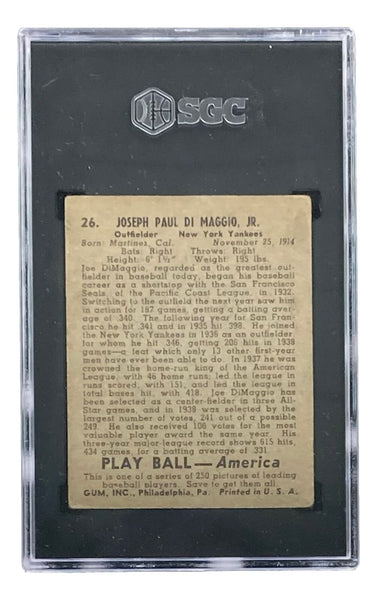 SGC
26. JOSEPH PAUL DI MAGGIO, JR.
Outfielder New York Yankees
Born: Martinez, Cal. November 25, 1914
Bats: Right Throws: Right
Height: 6' 1½" Weight: 195 lbs.
Joe DiMaggio, regarded as the greatest out-
fielder in baseball today, began his baseball
career as a shortstop with the San Francisco
Seals of the Pacific Coast League, in 1932.
Switching to the outfield the next year saw him
in action for 187 games, getting a batting aver-
age of .340. The following year for San Fran-
cisco he hit .341 and in 1935 hit .398. He joined
the New York Yankees in 1936 as an outfielder,
for whom he hit .346, getting 206 hits in 1938
games—a feat which only 13 other first-year
men have ever been able to do. In 1937 he was
crowned the home-run king of the American
League, with 46 home runs; led the league in
runs scored, with 151, and led the league in
total bases hit, with 418. Joe DiMaggio has
been selected as a center-fielder in three All-
Star games, and in 1938 was selected by the
largest number of votes, 241 out of a possible
249. He also received 106 votes for the most
valuable player award the same year. His
three-year major-league record shows 615 hits,
434 games, for a batting average of .331.
PLAY BALL—America
This is one of a series of 250 pictures of leading
baseball players. Save to get them all.
GUM, INC., Philadelphia, Pa. Printed in U. S. A.